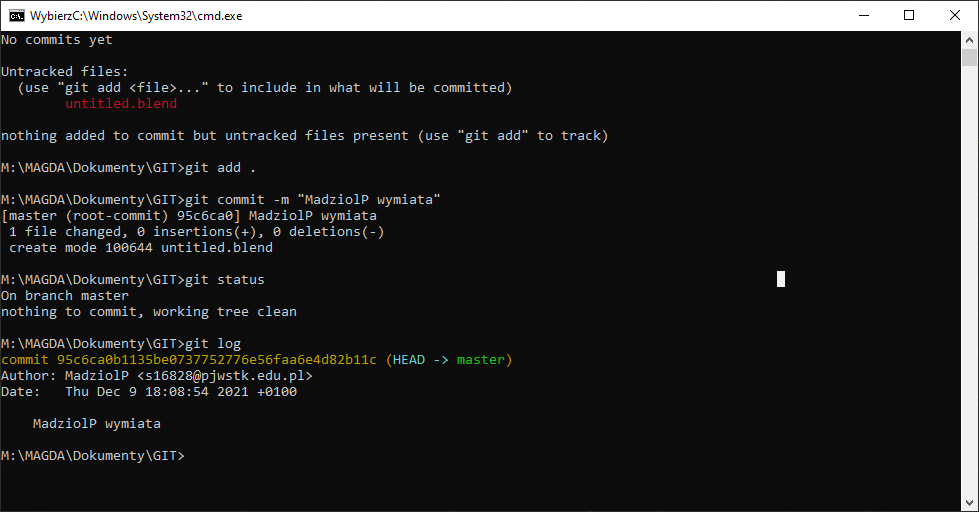 WybierzC:\Windows\System32\cmd.exe
No commits yet
Untracked files:
(use "git add <file>..." to include in what will be committed)
untitled.blend
nothing added to commit but untracked files present (use "git add" to track)
M:\MAGDA\Dokumenty\GIT>git add .
M:\MAGDA\Dokumenty\GIT>git commit -m "MadziolP wymiata"
[master (root-commit) 95c6ca0] MadziolP wymiata
1 file changed, 0 insertions(+), 0 deletions(-)
create mode 100644 untitled.blend
M:\MAGDA\Dokumenty\GIT>git status
On branch master
nothing to commit, working tree clean
M:\MAGDA\Dokumenty\GIT>git log
commit 95c6ca0b1135be0737752776e56faa6e4d82b11c (HEAD -> master)
Author: MadziolP <s16828@pjwstk.edu.pl>
Date:   Thu Dec 9 18:08:54 2021 +0100
MadziolP wymiata
M:\MAGDA\Dokumenty\GIT>